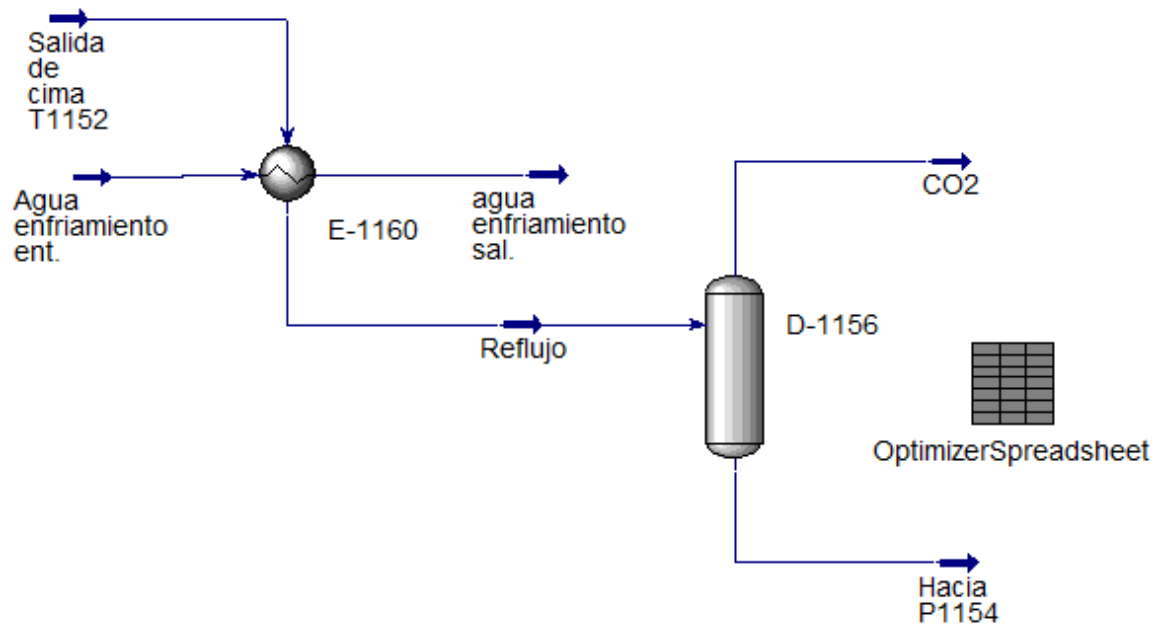 Salida
de
cima
T1152
Agua
enfriamiento
ent.
E-1160
agua
enfriamiento
sal.
CO2
Reflujo
D-1156
OptimizerSpreadsheet
Hacia
P1154